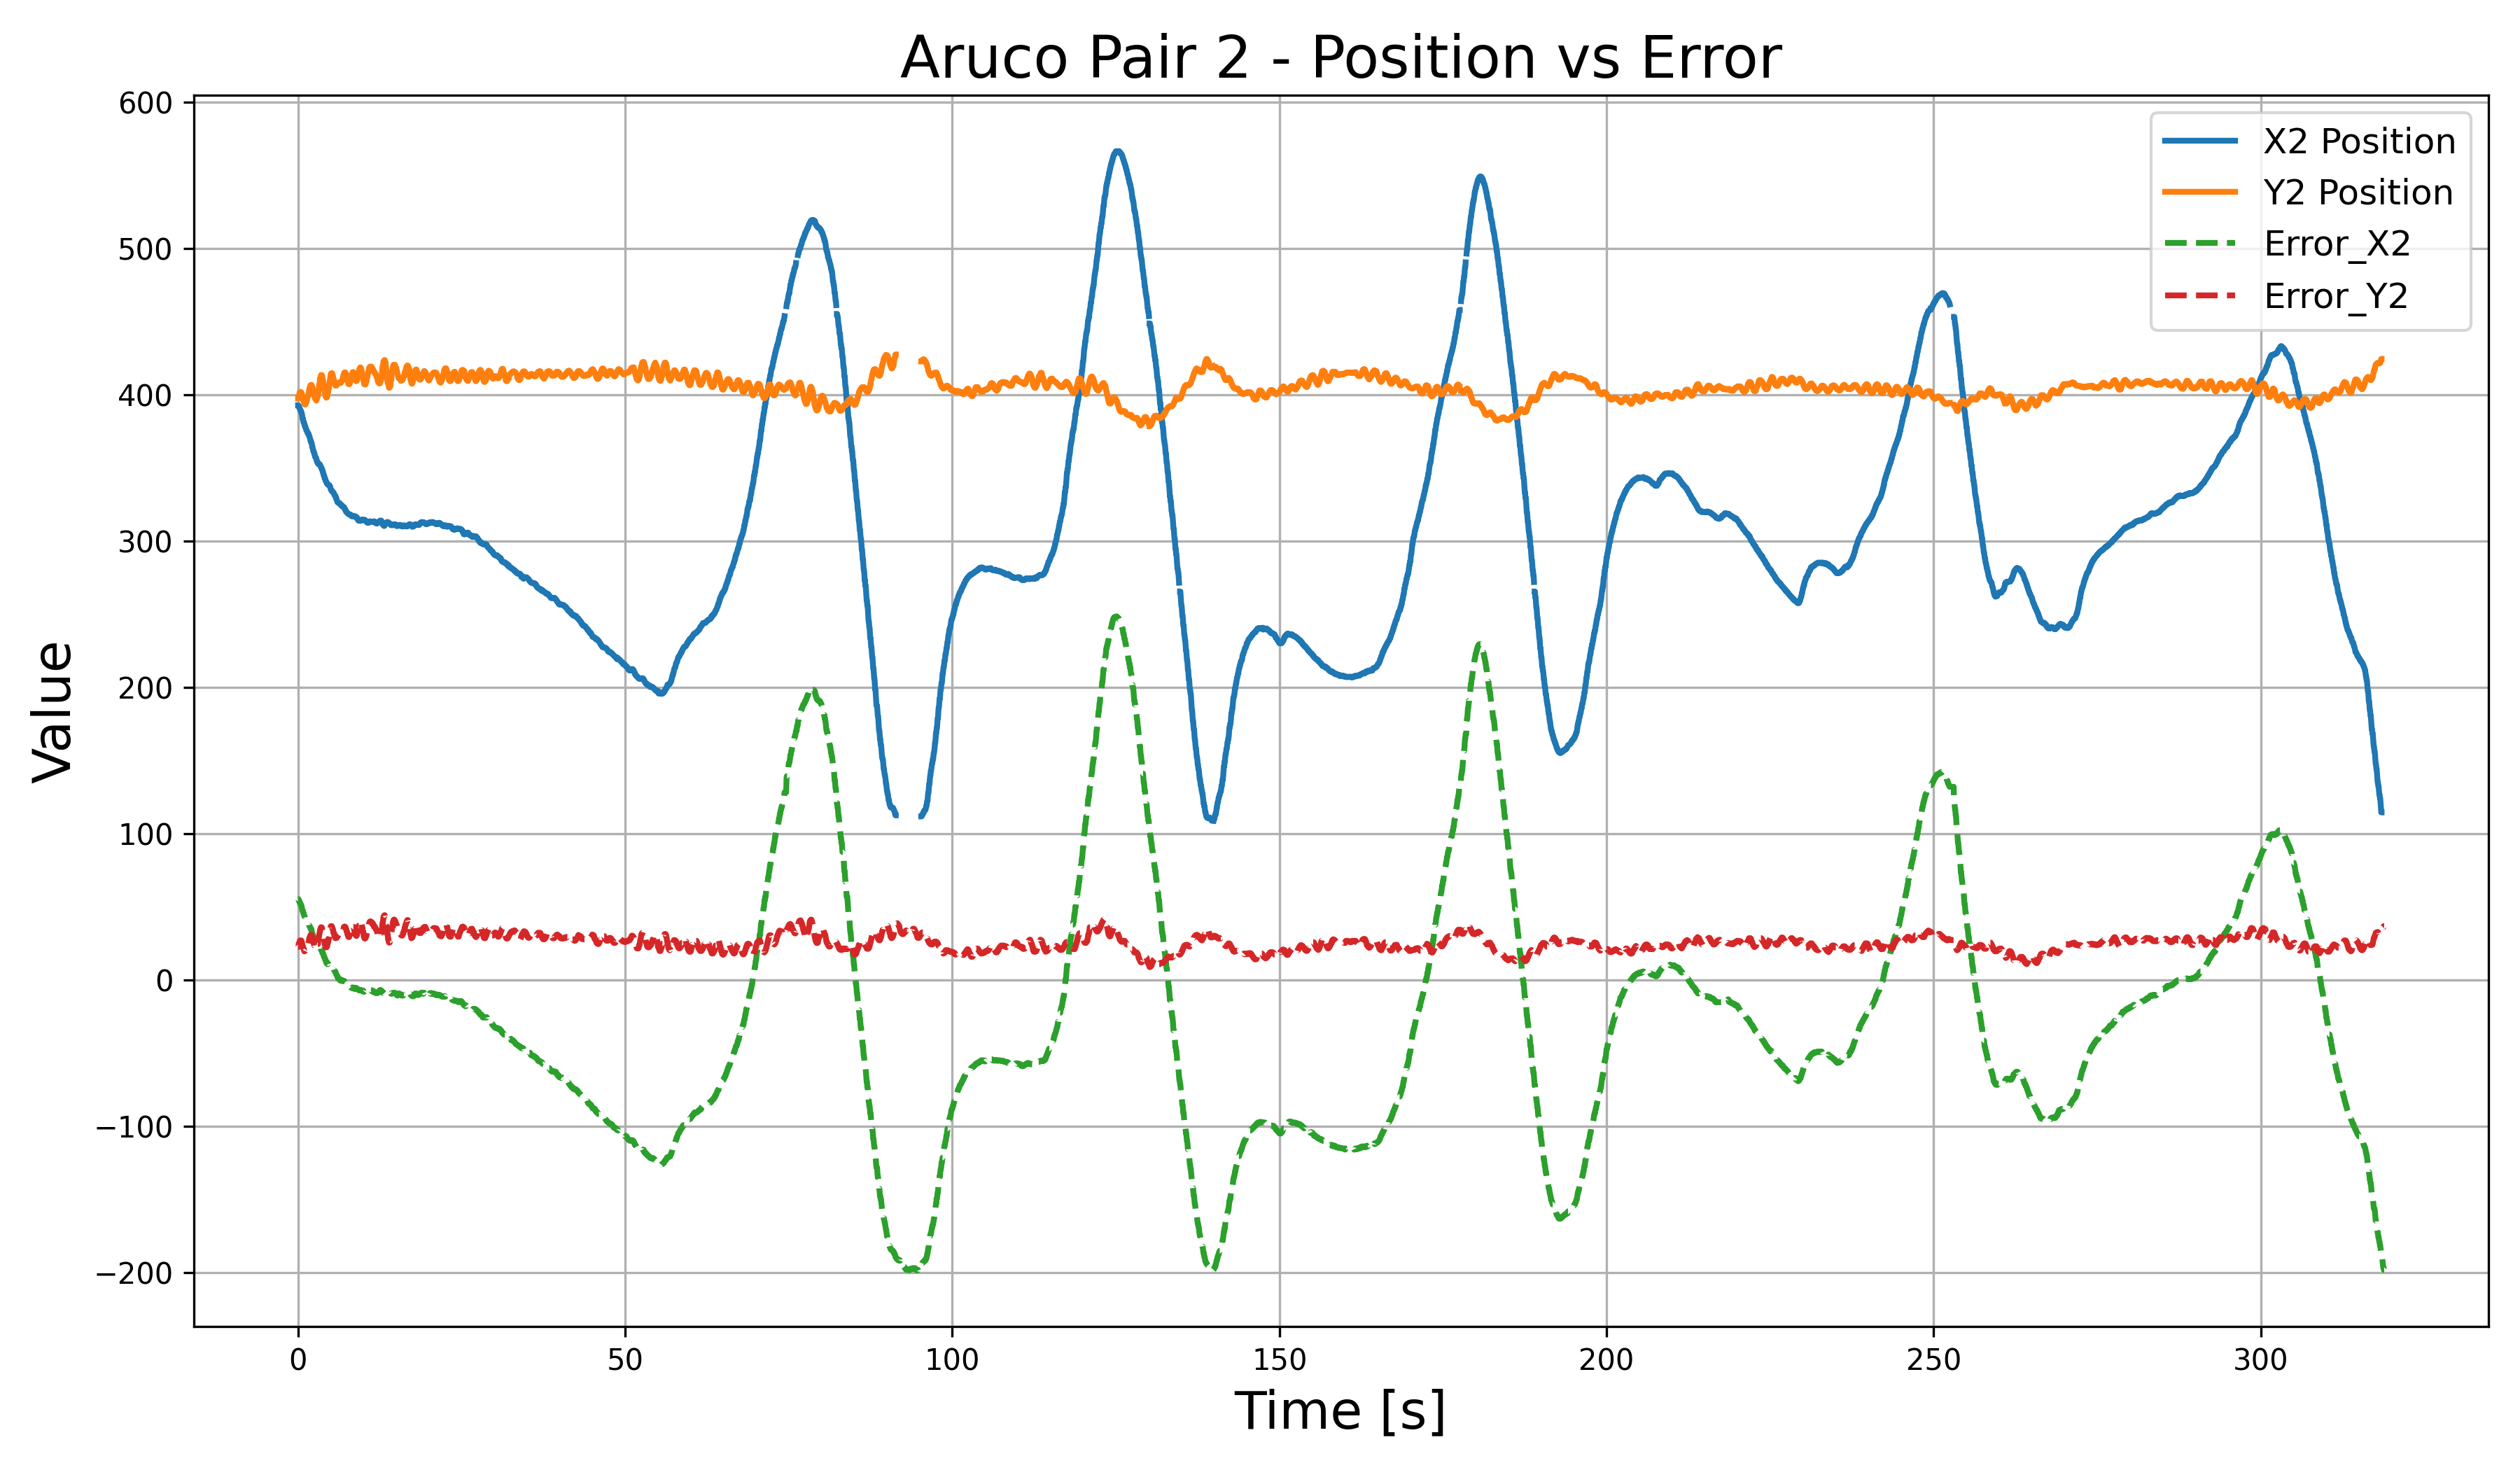 Aruco Pair 2 - Position vs Error
600
500
400
300
200
100
0
−100
−200
Value
X2 Position
Y2 Position
Error_X2
Error_Y2
0 50 100 150 200 250 300
Time [s]